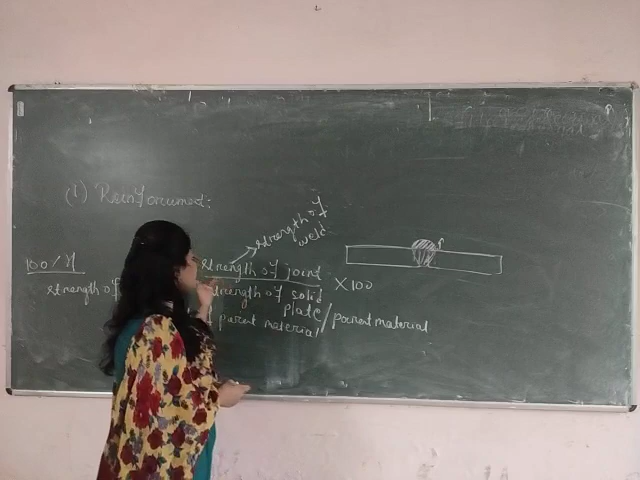 (1) Reinforcement:
strength of
weld
100% η
strength of joint
strength of
strength of solid
X 100
plate
parent material / parent material